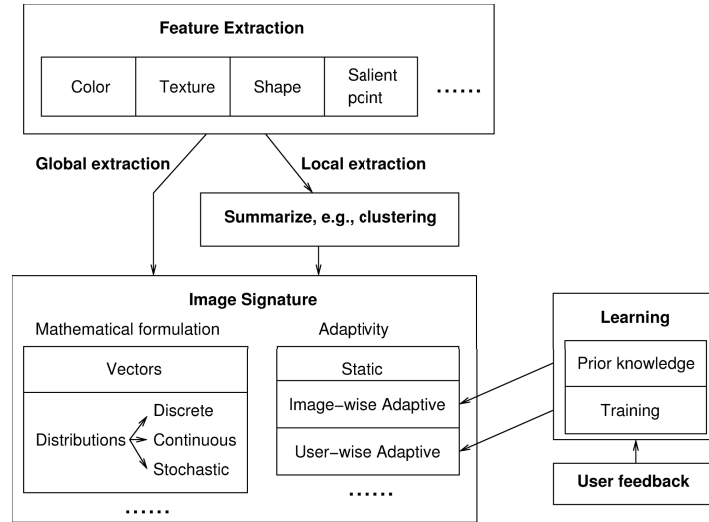 Feature Extraction
Color
Texture
Shape
Salient
point
......
Global extraction
Local extraction
Summarize, e.g., clustering
Image Signature
Mathematical formulation
Adaptivity
Vectors
Distributions
Discrete
Continuous
Stochastic
......
Static
Image-wise Adaptive
User-wise Adaptive
......
Learning
Prior knowledge
Training
User feedback